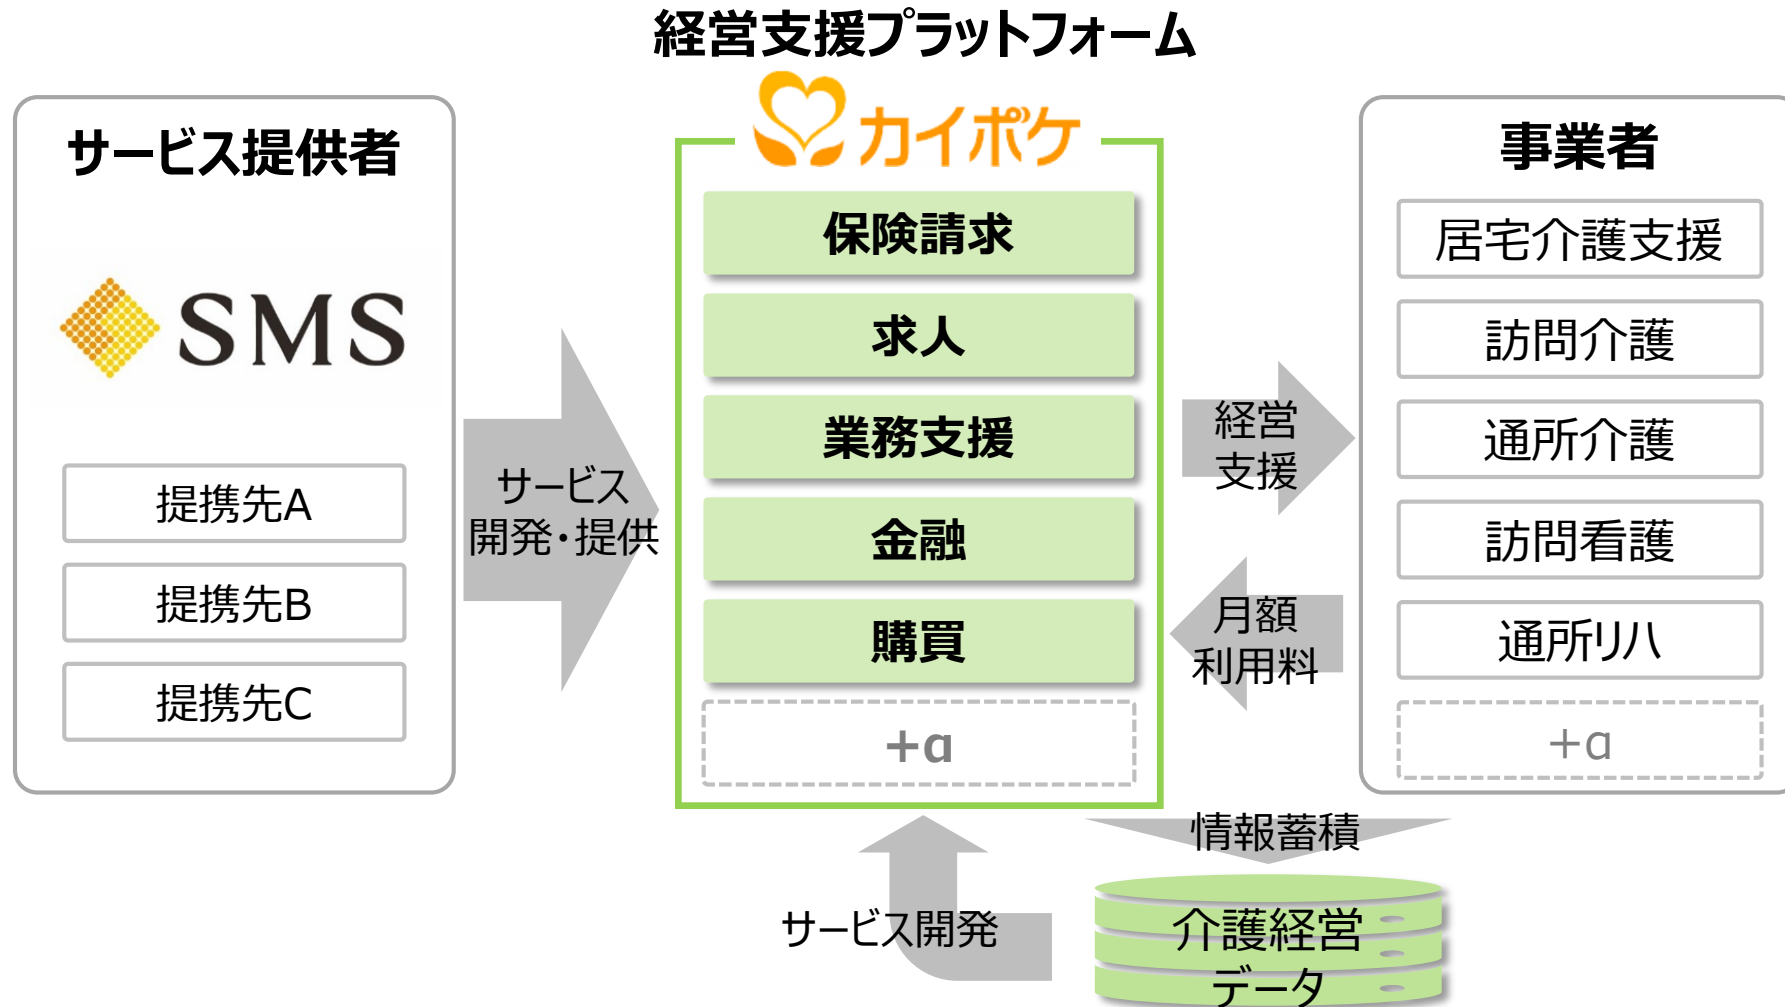 経営支援プラットフォーム
サービス提供者
SMS
提携先A
提携先B
提携先C
サービス
開発・提供
カイポケ
保険請求
求人
業務支援
金融
購買
+α
経営
支援
月額
利用料
事業者
居宅介護支援
訪問介護
通所介護
訪問看護
通所リハ
+α
情報蓄積
サービス開発
介護経営
データ